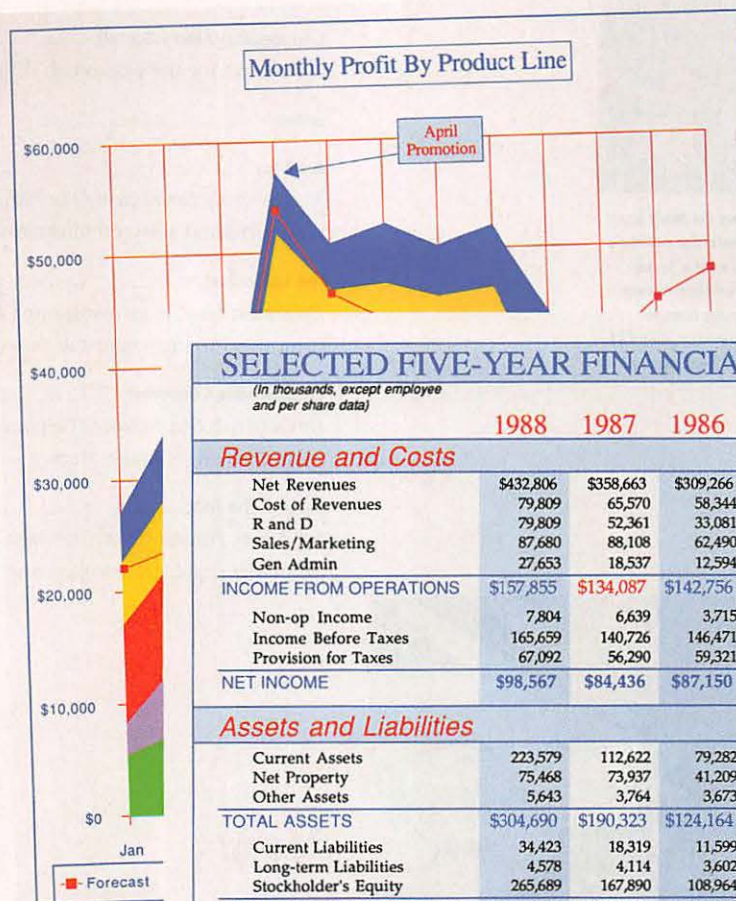 Monthly Profit By Product Line
April
Promotion
$60,000
$50,000
$40,000
$30,000
$20,000
$10,000
$0
Jan
Forecast
SELECTED FIVE-YEAR FINANCIA
(In thousands, except employee
and per share data)
1988 1987 1986
Revenue and Costs
Net Revenues $432,806 $358,663 $309,266
Cost of Revenues 79,809 65,570 58,344
R and D 79,809 52,361 33,081
Sales/Marketing 87,680 88,108 62,490
Gen Admin 27,653 18,537 12,594
INCOME FROM OPERATIONS $157,855 $134,087 $142,756
Non-op Income 7,804 6,639 3,715
Income Before Taxes 165,659 140,726 146,471
Provision for Taxes 67,092 56,290 59,321
NET INCOME $98,567 $84,436 $87,150
Assets and Liabilities
Current Assets 223,579 112,622 79,282
Net Property 75,468 73,937 41,209
Other Assets 5,643 3,764 3,673
TOTAL ASSETS $304,690 $190,323 $124,164
Current Liabilities 34,423 18,319 11,599
Long-term Liabilities 4,578 4,114 3,602
Stockholder's Equity 265,689 167,890 108,964